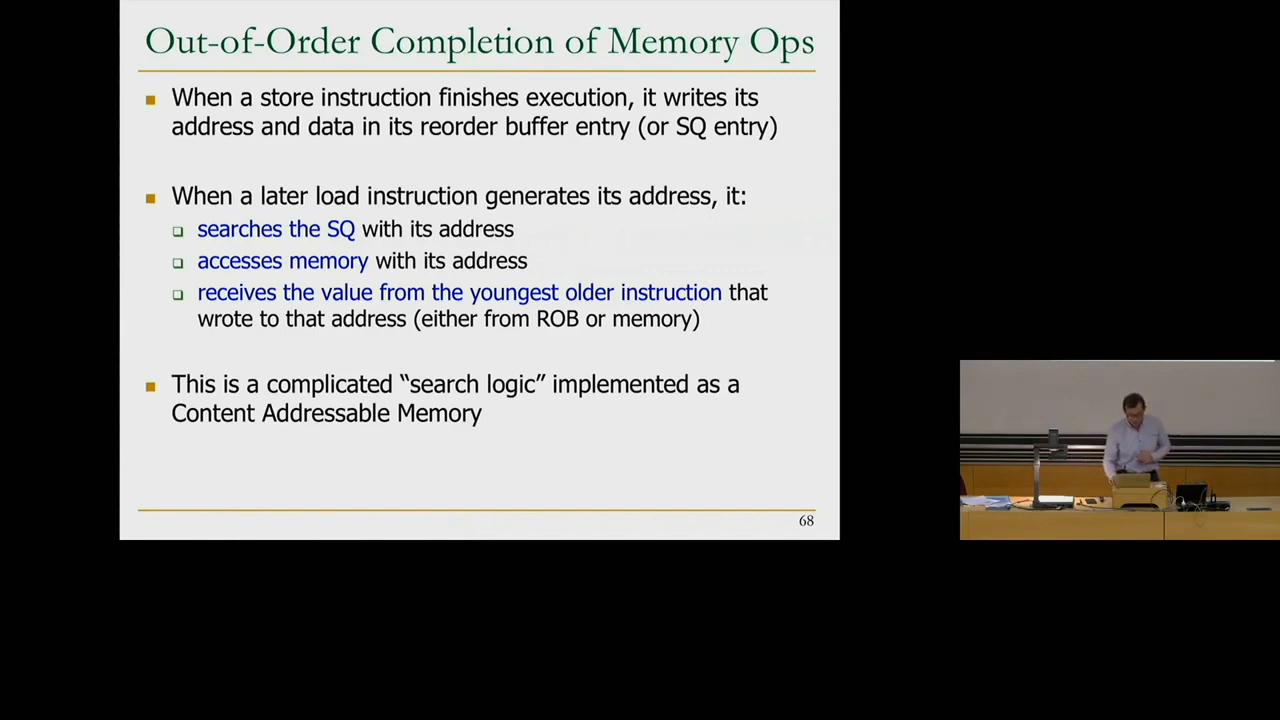 Out-of-Order Completion of Memory Ops
When a store instruction finishes execution, it writes its
address and data in its reorder buffer entry (or SQ entry)
When a later load instruction generates its address, it:
searches the SQ with its address
accesses memory with its address
receives the value from the youngest older instruction that
wrote to that address (either from ROB or memory)
This is a complicated “search logic” implemented as a
Content Addressable Memory
68